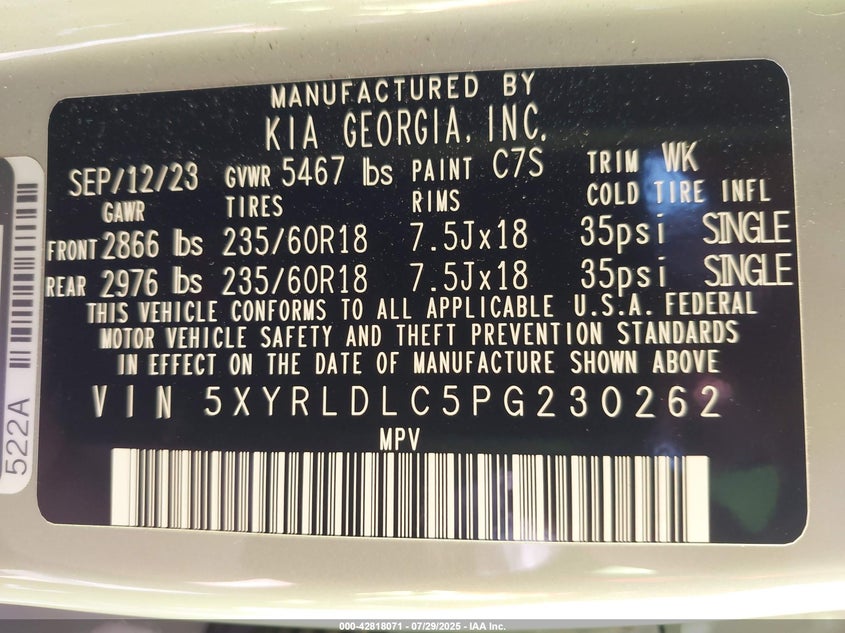 MANUFACTURED BY
KIA GEORGIA, INC.
SEP/12/23 GVWR 5467 lbs PAINT C7S TRIM WK
GAWR TIRES RIMS COLD TIRE INFL
FRONT 2866 lbs 235/60R18 7.5Jx18 35psi SINGLE
REAR 2976 lbs 235/60R18 7.5Jx18 35psi SINGLE
THIS VEHICLE CONFORMS TO ALL APPLICABLE U.S.A. FEDERAL
MOTOR VEHICLE SAFETY AND THEFT PREVENTION STANDARDS
IN EFFECT ON THE DATE OF MANUFACTURE SHOWN ABOVE
VIN 5XYRLDLC5PG230262
MPV
522A
000-42818071 - 07/29/2025 - IAA Inc.